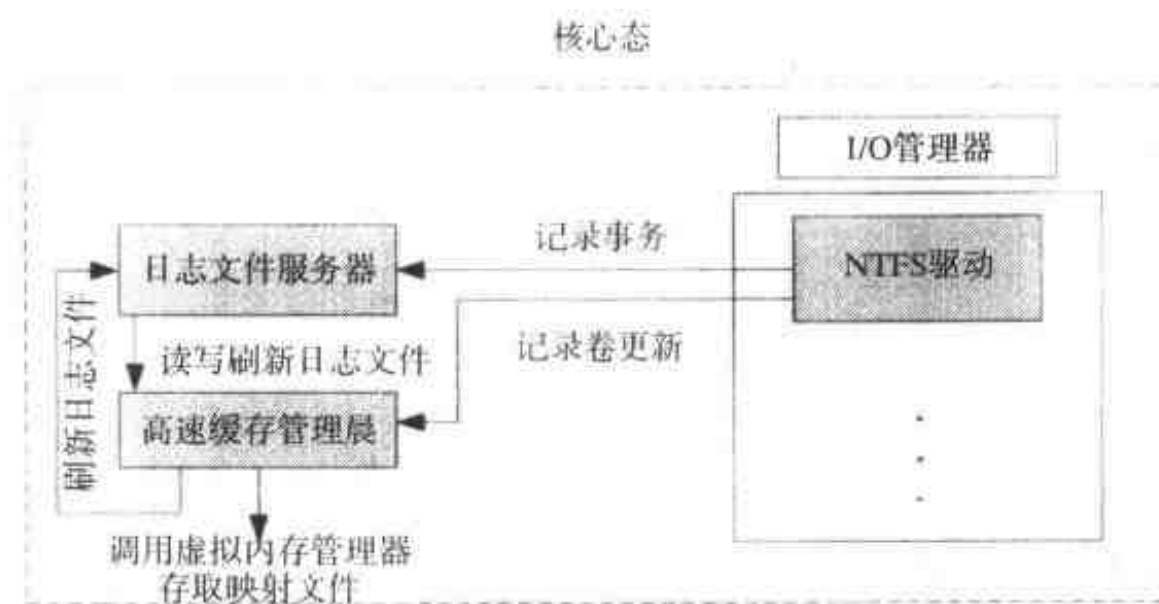 核心态
I/O管理器
记录事务
日志文件服务器
NTFS驱动
刷新日志文件
读写刷新日志文件
记录卷更新
高速缓存管理晨
调用虚拟内存管理器
存取映射文件